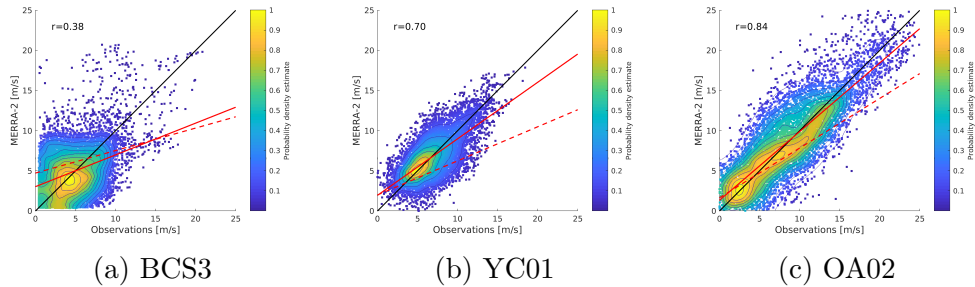 r=0.38
25
20
15
10
5
0
MERRA-2 [m/s]
0 5 10 15 20 25
Observations [m/s]
1
0.9
0.8
0.7
0.6
0.5
0.4
0.3
0.2
0.1
Probability density estimate
(a) BCS3
r=0.70
25
20
15
10
5
0
MERRA-2 [m/s]
0 5 10 15 20 25
Observations [m/s]
1
0.9
0.8
0.7
0.6
0.5
0.4
0.3
0.2
0.1
Probability density estimate
(b) YC01
r=0.84
25
20
15
10
5
0
MERRA-2 [m/s]
0 5 10 15 20 25
Observations [m/s]
1
0.9
0.8
0.7
0.6
0.5
0.4
0.3
0.2
0.1
Probability density estimate
(c) OA02